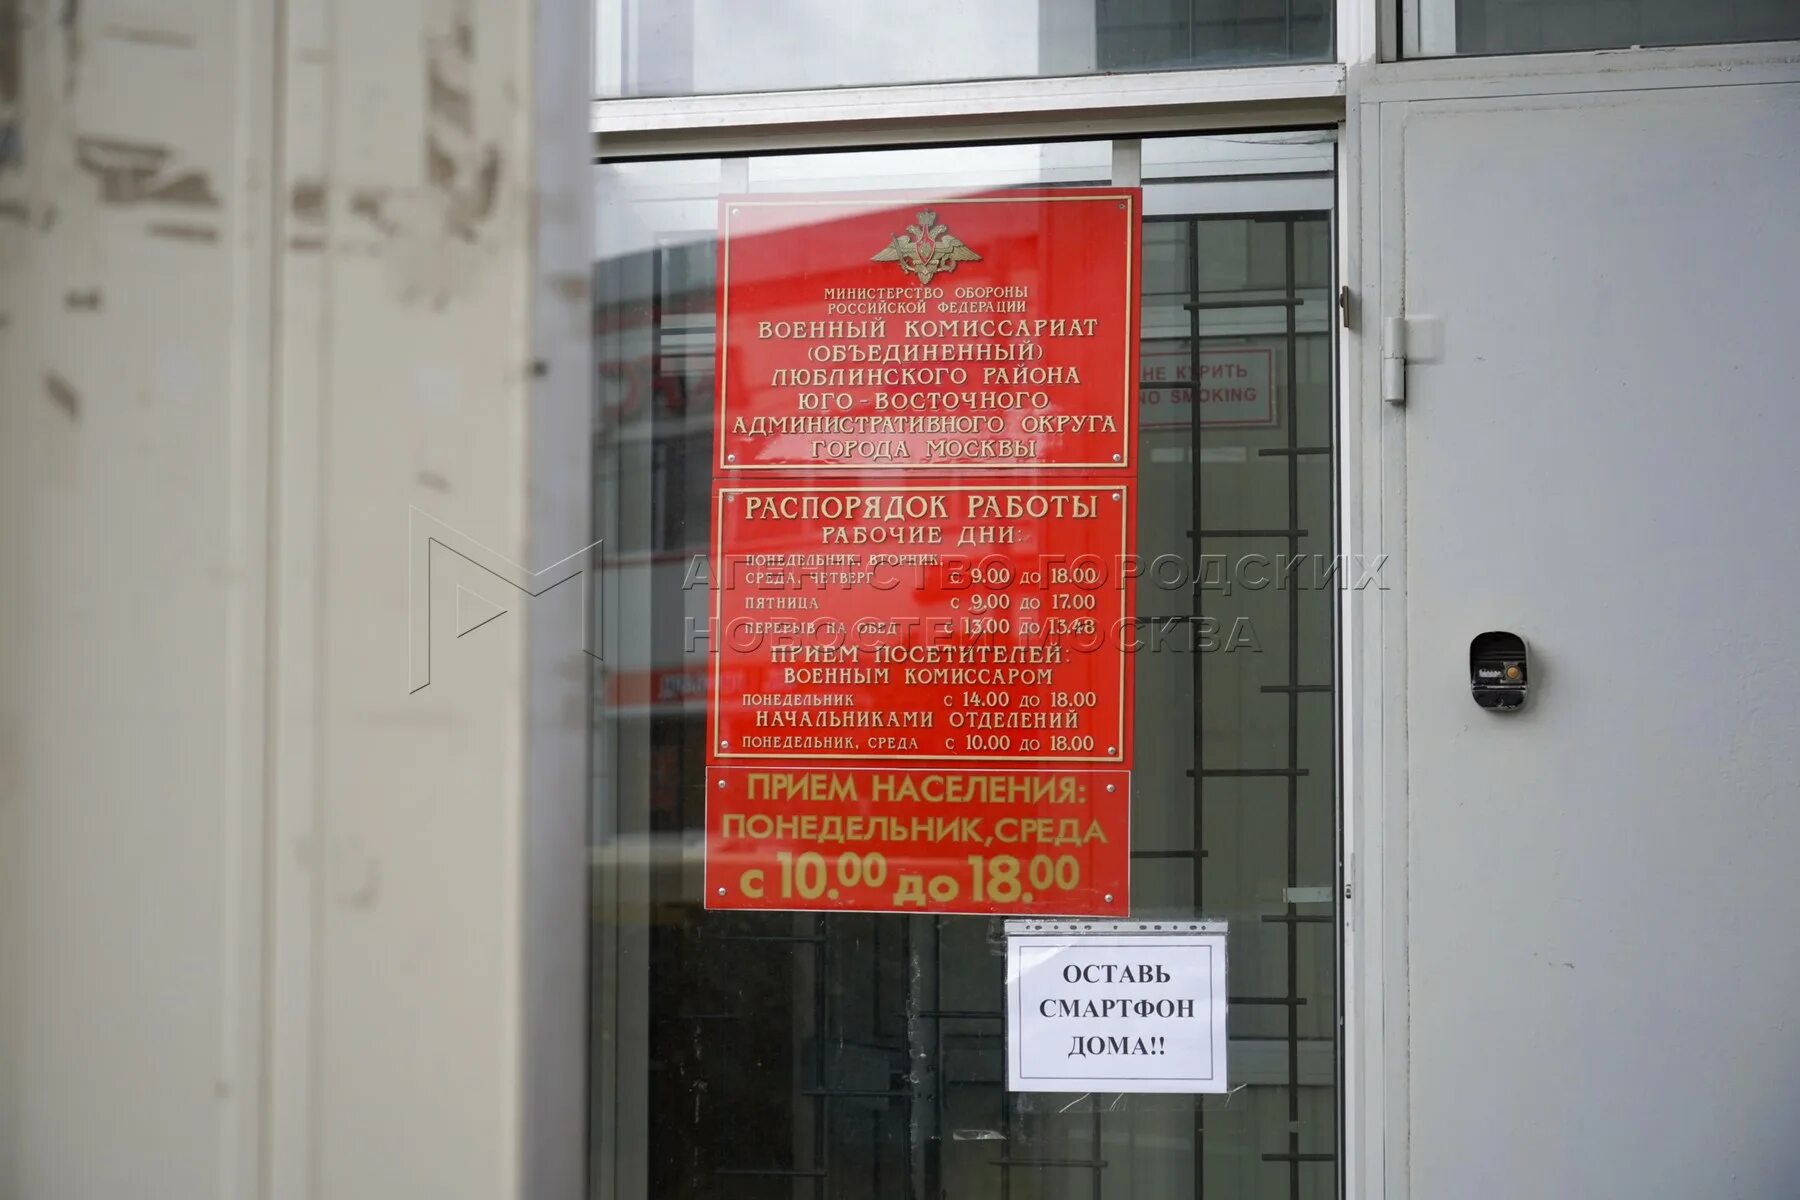 МИНИСТЕРСТВО ОБОРОНЫ
РОССИЙСКОЙ ФЕДЕРАЦИИ
ВОЕННЫЙ КОМИССАРИАТ
(ОБЪЕДИНЕННЫЙ)
ЛЮБЛИНСКОГО РАЙОНА
ЮГО-ВОСТОЧНОГО
АДМИНИСТРАТИВНОГО ОКРУГА
ГОРОДА МОСКВЫ
НЕ КУРИТЬ
NO SMOKING
РАСПОРЯДОК РАБОТЫ
РАБОЧИЕ ДНИ:
ПОНЕДЕЛЬНИК, ВТОРНИК,
СРЕДА, ЧЕТВЕРГ С 9.00 ДО 18.00
ПЯТНИЦА С 9.00 ДО 17.00
ПЕРЕРЫВ НА ОБЕД С 13.00 ДО 13.48
ПРИЕМ ПОСЕТИТЕЛЕЙ:
ВОЕННЫМ КОМИССАРОМ
ПОНЕДЕЛЬНИК С 14.00 ДО 18.00
НАЧАЛЬНИКАМИ ОТДЕЛЕНИЙ
ПОНЕДЕЛЬНИК, СРЕДА С 10.00 ДО 18.00
ПРИЕМ НАСЕЛЕНИЯ:
ПОНЕДЕЛЬНИК, СРЕДА
с 10.00 до 18.00
ОСТАВЬ
СМАРТФОН
ДОМА!!
АГЕНТСТВО ГОРОДСКИХ
НОВОСТЕЙ МОСКВА